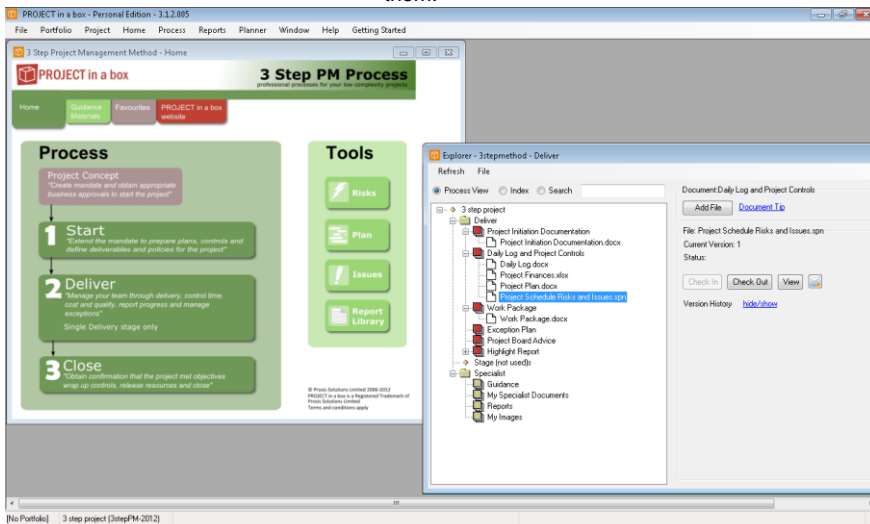 them.
PROJECT in a box - Personal Edition - 3.1.2.005
File Portfolio Project Home Process Reports Planner Window Help Getting Started
3 Step Project Management Method - Home
PROJECT in a box
3 Step PM Process
professional processes for your low complexity projects
Home
Guidance Materials
Favourites
PROJECT in a box website
Process
Project Concept
"Create mandate and obtain appropriate
business approvals to start the project"
1 Start
"Extend the mandate to prepare plans, controls and
define deliverables and policies for the project"
2 Deliver
"Manage your team through delivery, control time,
cost and quality, report progress and manage
exceptions"
Single Delivery stage only
3 Close
"Obtain confirmation that the project met objectives
wrap up controls, release resources and close"
Tools
Risks
Plan
Issues
Report
Library
© Prosis Solutions Limited 2006-2012
PROJECT in a box is a Registered Trademark of
Prosis Solutions Limited
Terms and conditions apply
Explorer - 3stepmethod - Deliver
Refresh File
Process View Index Search
3 step project
Deliver
Project Initiation Documentation
Project Initiation Documentation.docx
Daily Log and Project Controls
Daily Log.docx
Project Finances.xlsx
Project Plan.docx
Project Schedule Risks and Issues.spn
Work Package
Work Package.docx
Exception Plan
Project Board Advice
Highlight Report
Stage (not used)s
Specialist
Guidance
My Specialist Documents
Reports
My Images
Document:Daily Log and Project Controls
Add File Document Tip
File: Project Schedule Risks and Issues.spn
Current Version: 1
Status:
Check In Check Out View
Version History hide/show
[No Portfolio] 3 step project (3stepPM-2012)